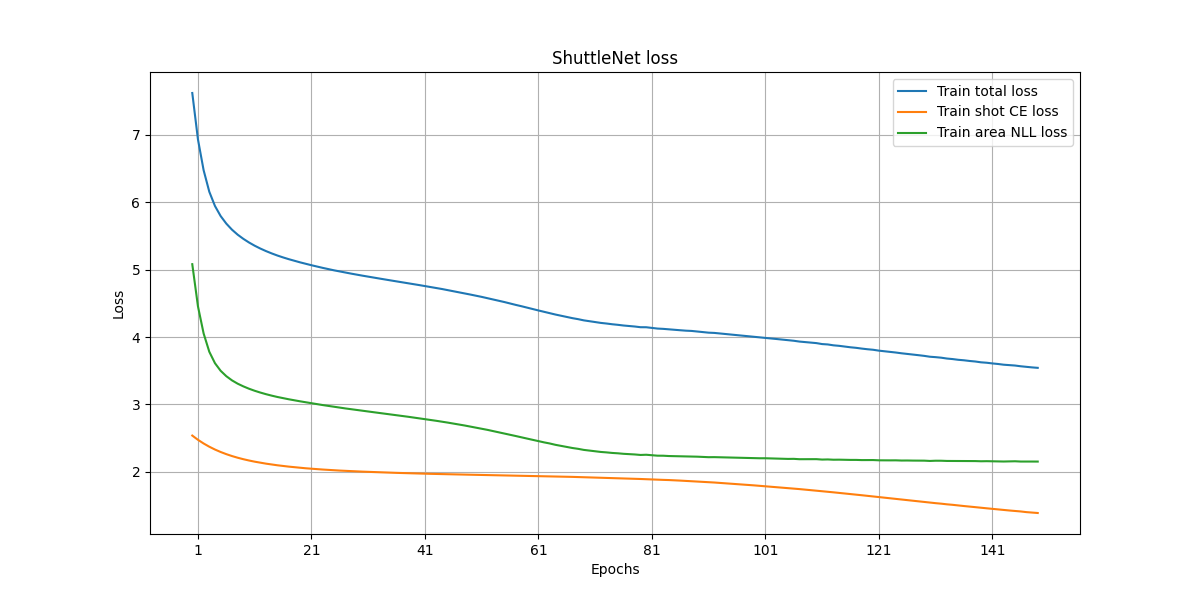 ShuttleNet loss
Train total loss
Train shot CE loss
Train area NLL loss
Loss
7
6
5
4
3
2
1 21 41 61 81 101 121 141
Epochs